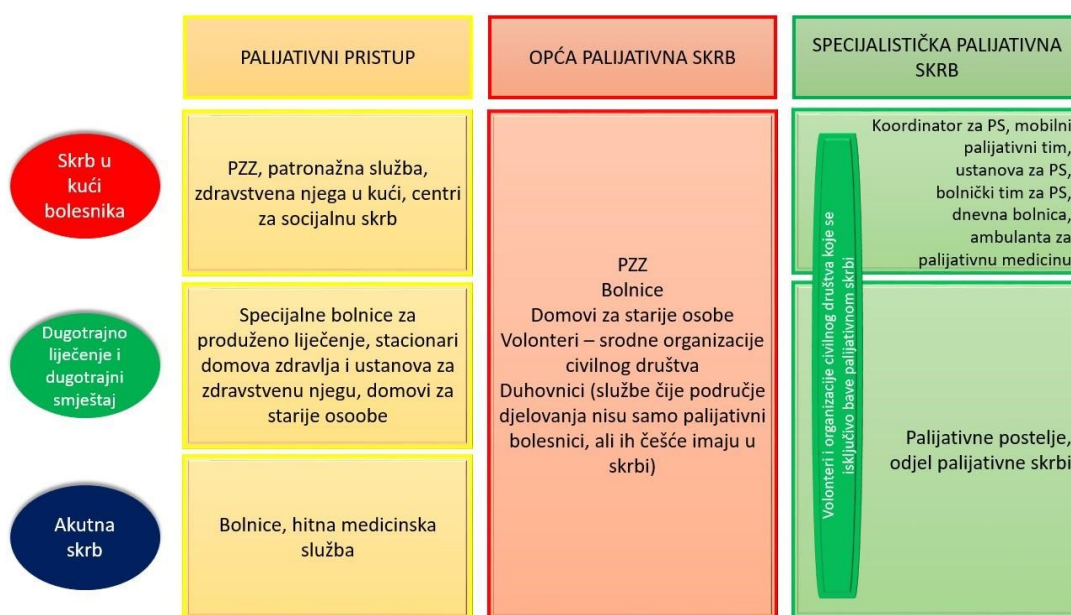 PALIJATIVNI PRISTUP
OPĆA PALIJATIVNA SKRB
SPECIJALISTIČKA PALIJATIVNA
SKRB
Skrb u
kući
bolesnika
PZZ, patronažna služba,
zdravstvena njega u kući, centri
za socijalnu skrb
Dugotrajno
liječenje i
dugotrajni
smještaj
Specijalne bolnice za
produženo liječenje, stacionari
domova zdravlja i ustanova za
zdravstvenu njegu, domovi za
starije osoobe
Akutna
skrb
Bolnice, hitna medicinska
služba
PZZ
Bolnice
Domovi za starije osobe
Volonteri – srodne organizacije
civilnog društva
Duhovnici (službe čije područje
djelovanja nisu samo palijativni
bolesnici, ali ih češće imaju u
skrbi)
Koordinator za PS, mobilni
palijativni tim,
ustanova za PS,
bolnički tim za PS,
dnevna bolnica,
ambulanta za
palijativnu medicinu
Volonteri i organizacije civilnog društva koje se
isključivo bave palijativnom skrbi
Palijativne postelje,
odjel palijativne skrbi